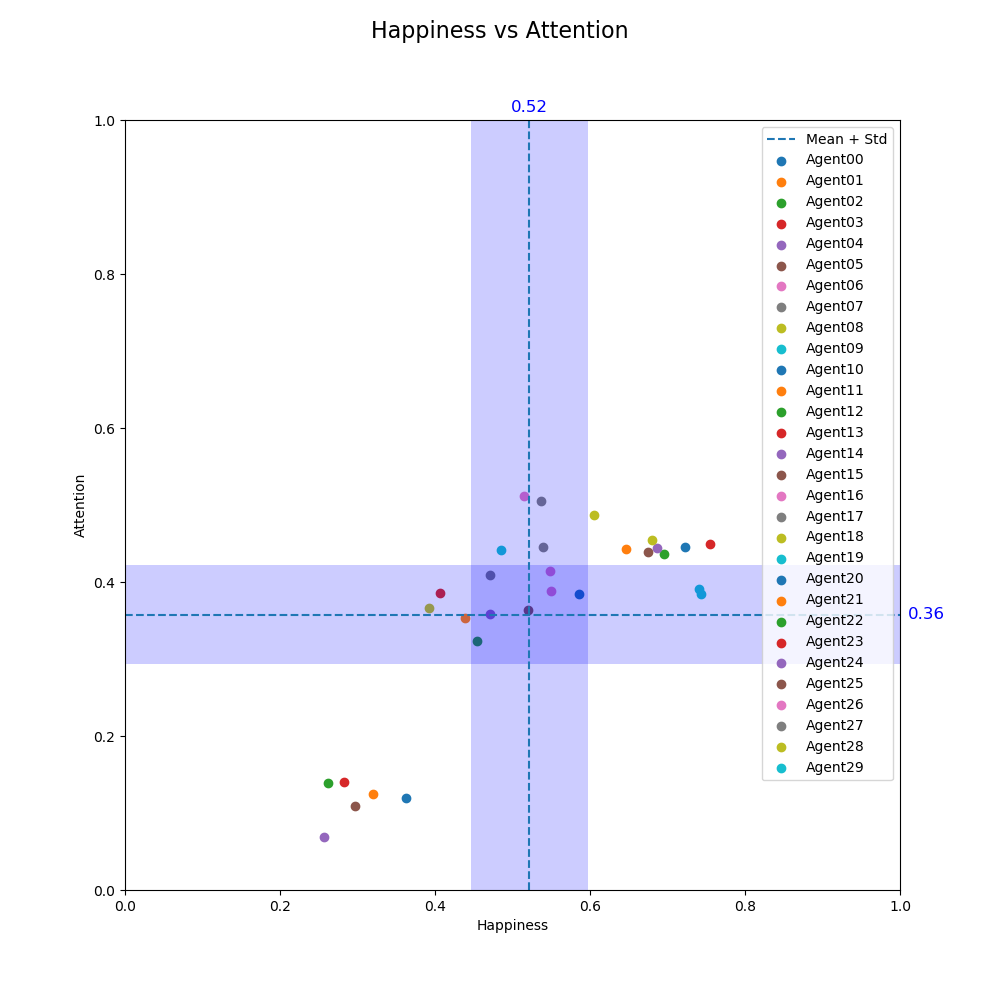 Happiness vs Attention
0.52
1.0
0.8
0.6
0.4
0.2
0.0
Attention
0.36
Mean + Std
Agent00
Agent01
Agent02
Agent03
Agent04
Agent05
Agent06
Agent07
Agent08
Agent09
Agent10
Agent11
Agent12
Agent13
Agent14
Agent15
Agent16
Agent17
Agent18
Agent19
Agent20
Agent21
Agent22
Agent23
Agent24
Agent25
Agent26
Agent27
Agent28
Agent29
0.0 0.2 0.4 0.6 0.8 1.0
Happiness